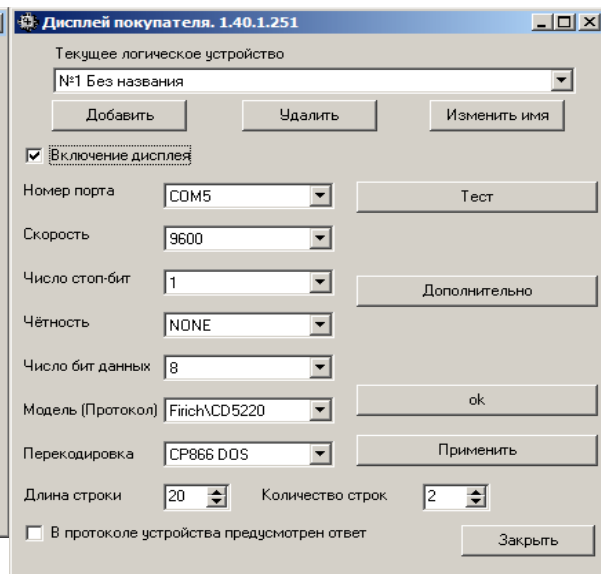 Дисплей покупателя. 1.40.1.251
Текущее логическое устройство
№1 Без названия
Добавить Удалить Изменить имя
Включение дисплея
Номер порта COM5 Тест
Скорость 9600
Число стоп-бит 1 Дополнительно
Чётность NONE
Число бит данных 8
Модель (Протокол) Firich\CD5220 ok
Перекодировка CP866 DOS Применить
Длина строки 20 Количество строк 2
В протоколе устройства предусмотрен ответ Закрыть